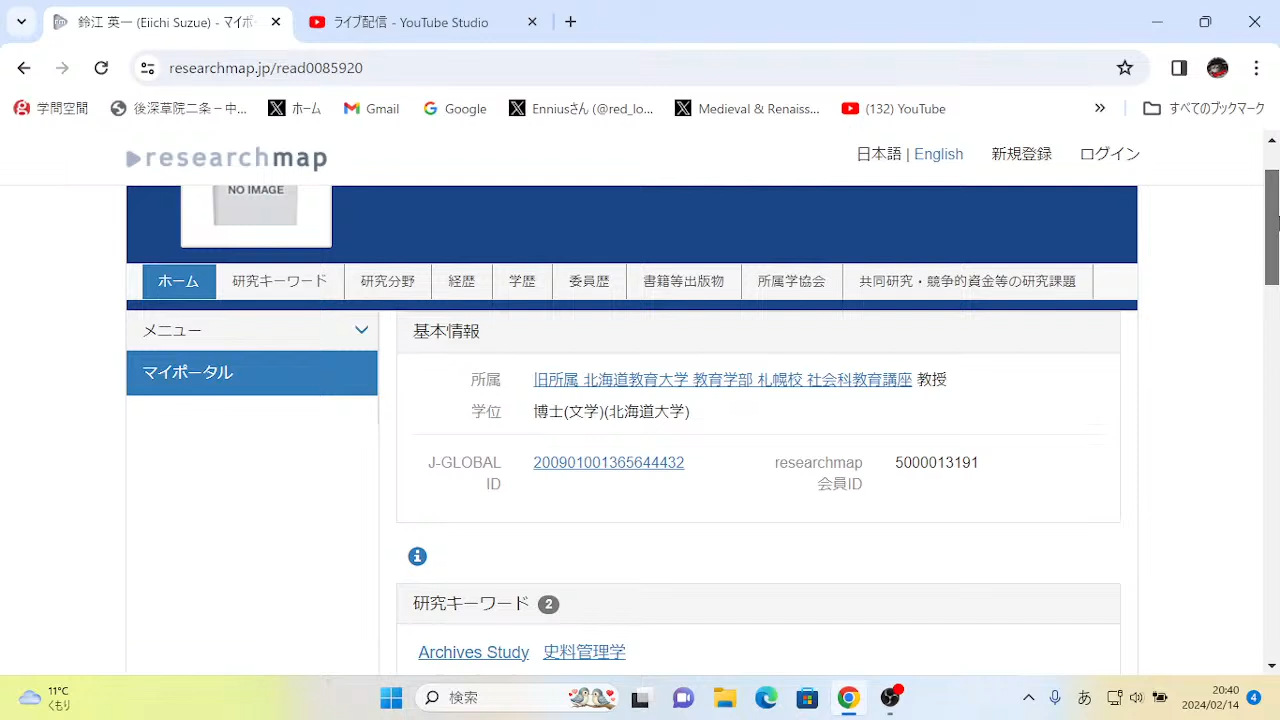 鈴江 英一 (Eiichi Suzue) - マイポ
ライブ配信 - YouTube Studio
researchmap.jp/read0085920
学問空間
後深草院二条 – 中...
ホーム
Gmail
Google
Enniusさん (@red_lo...
Medieval & Renaiss...
(132) YouTube
すべてのブックマーク
researchmap
日本語 | English 新規登録 ログイン
NO IMAGE
ホーム 研究キーワード 研究分野 経歴 学歴 委員歴 書籍等出版物 所属学協会 共同研究・競争的資金等の研究課題
メニュー
マイポータル
基本情報
所属 旧所属 北海道教育大学 教育学部 札幌校 社会科教育講座 教授
学位 博士(文学)(北海道大学)
J-GLOBAL ID 200901001365644432
researchmap 会員ID 5000013191
研究キーワード 2
Archives Study 史料管理学
11°C
くもり
検索
あ
20:40
2024/02/14
4